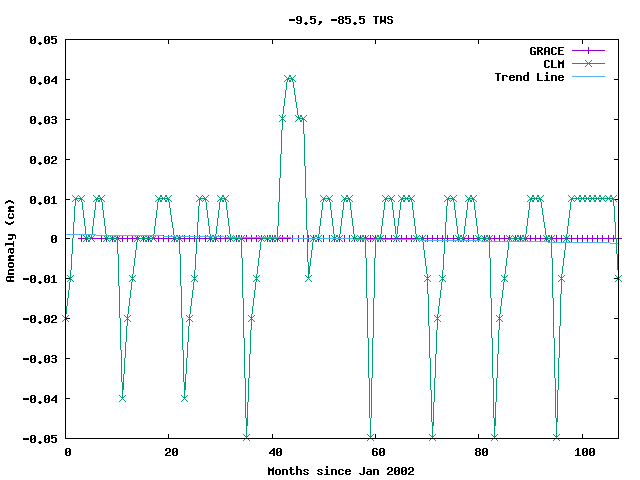 -9.5, -85.5 TWS
GRACE
CLM
Trend Line
0.05
0.04
0.03
0.02
0.01
0
-0.01
-0.02
-0.03
-0.04
-0.05
Anomaly (cm)
0 20 40 60 80 100
Months since Jan 2002